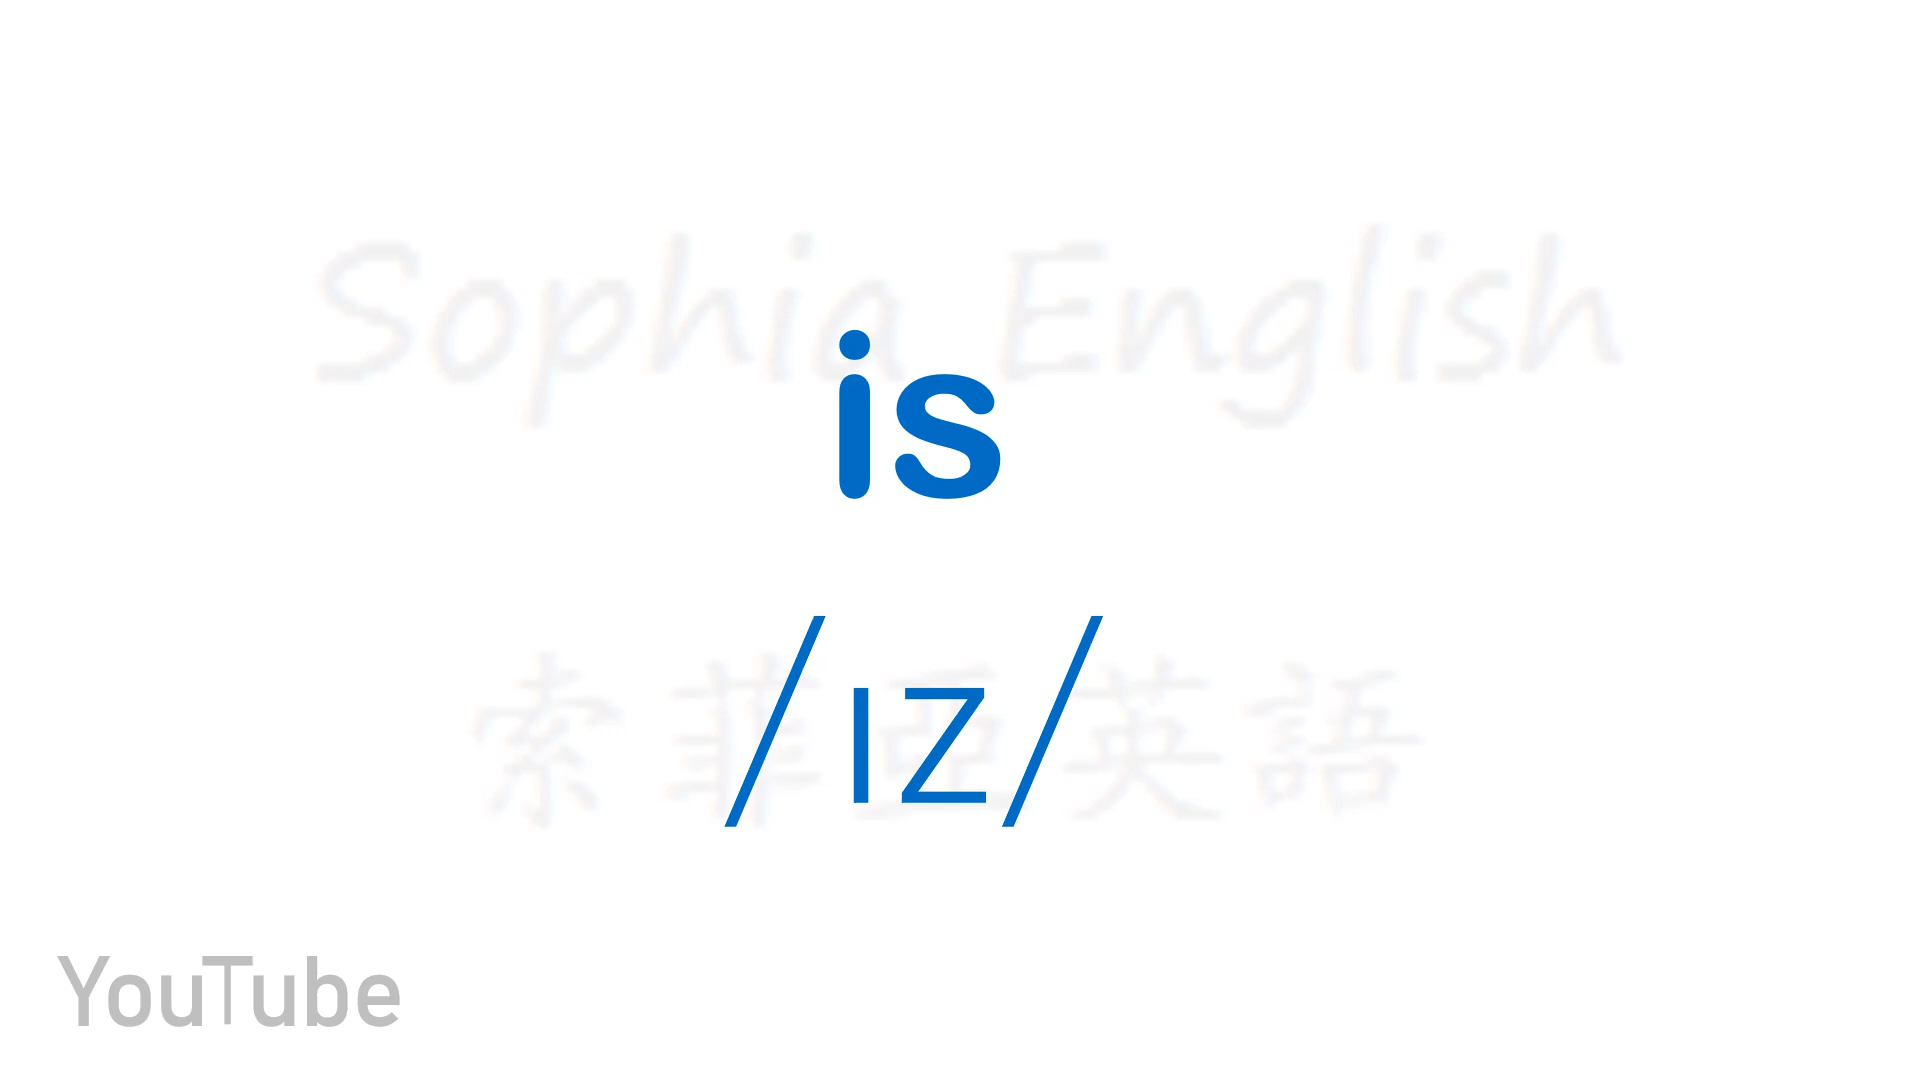 Sophia English
is
/ɪz/
索菲亞英語
YouTube